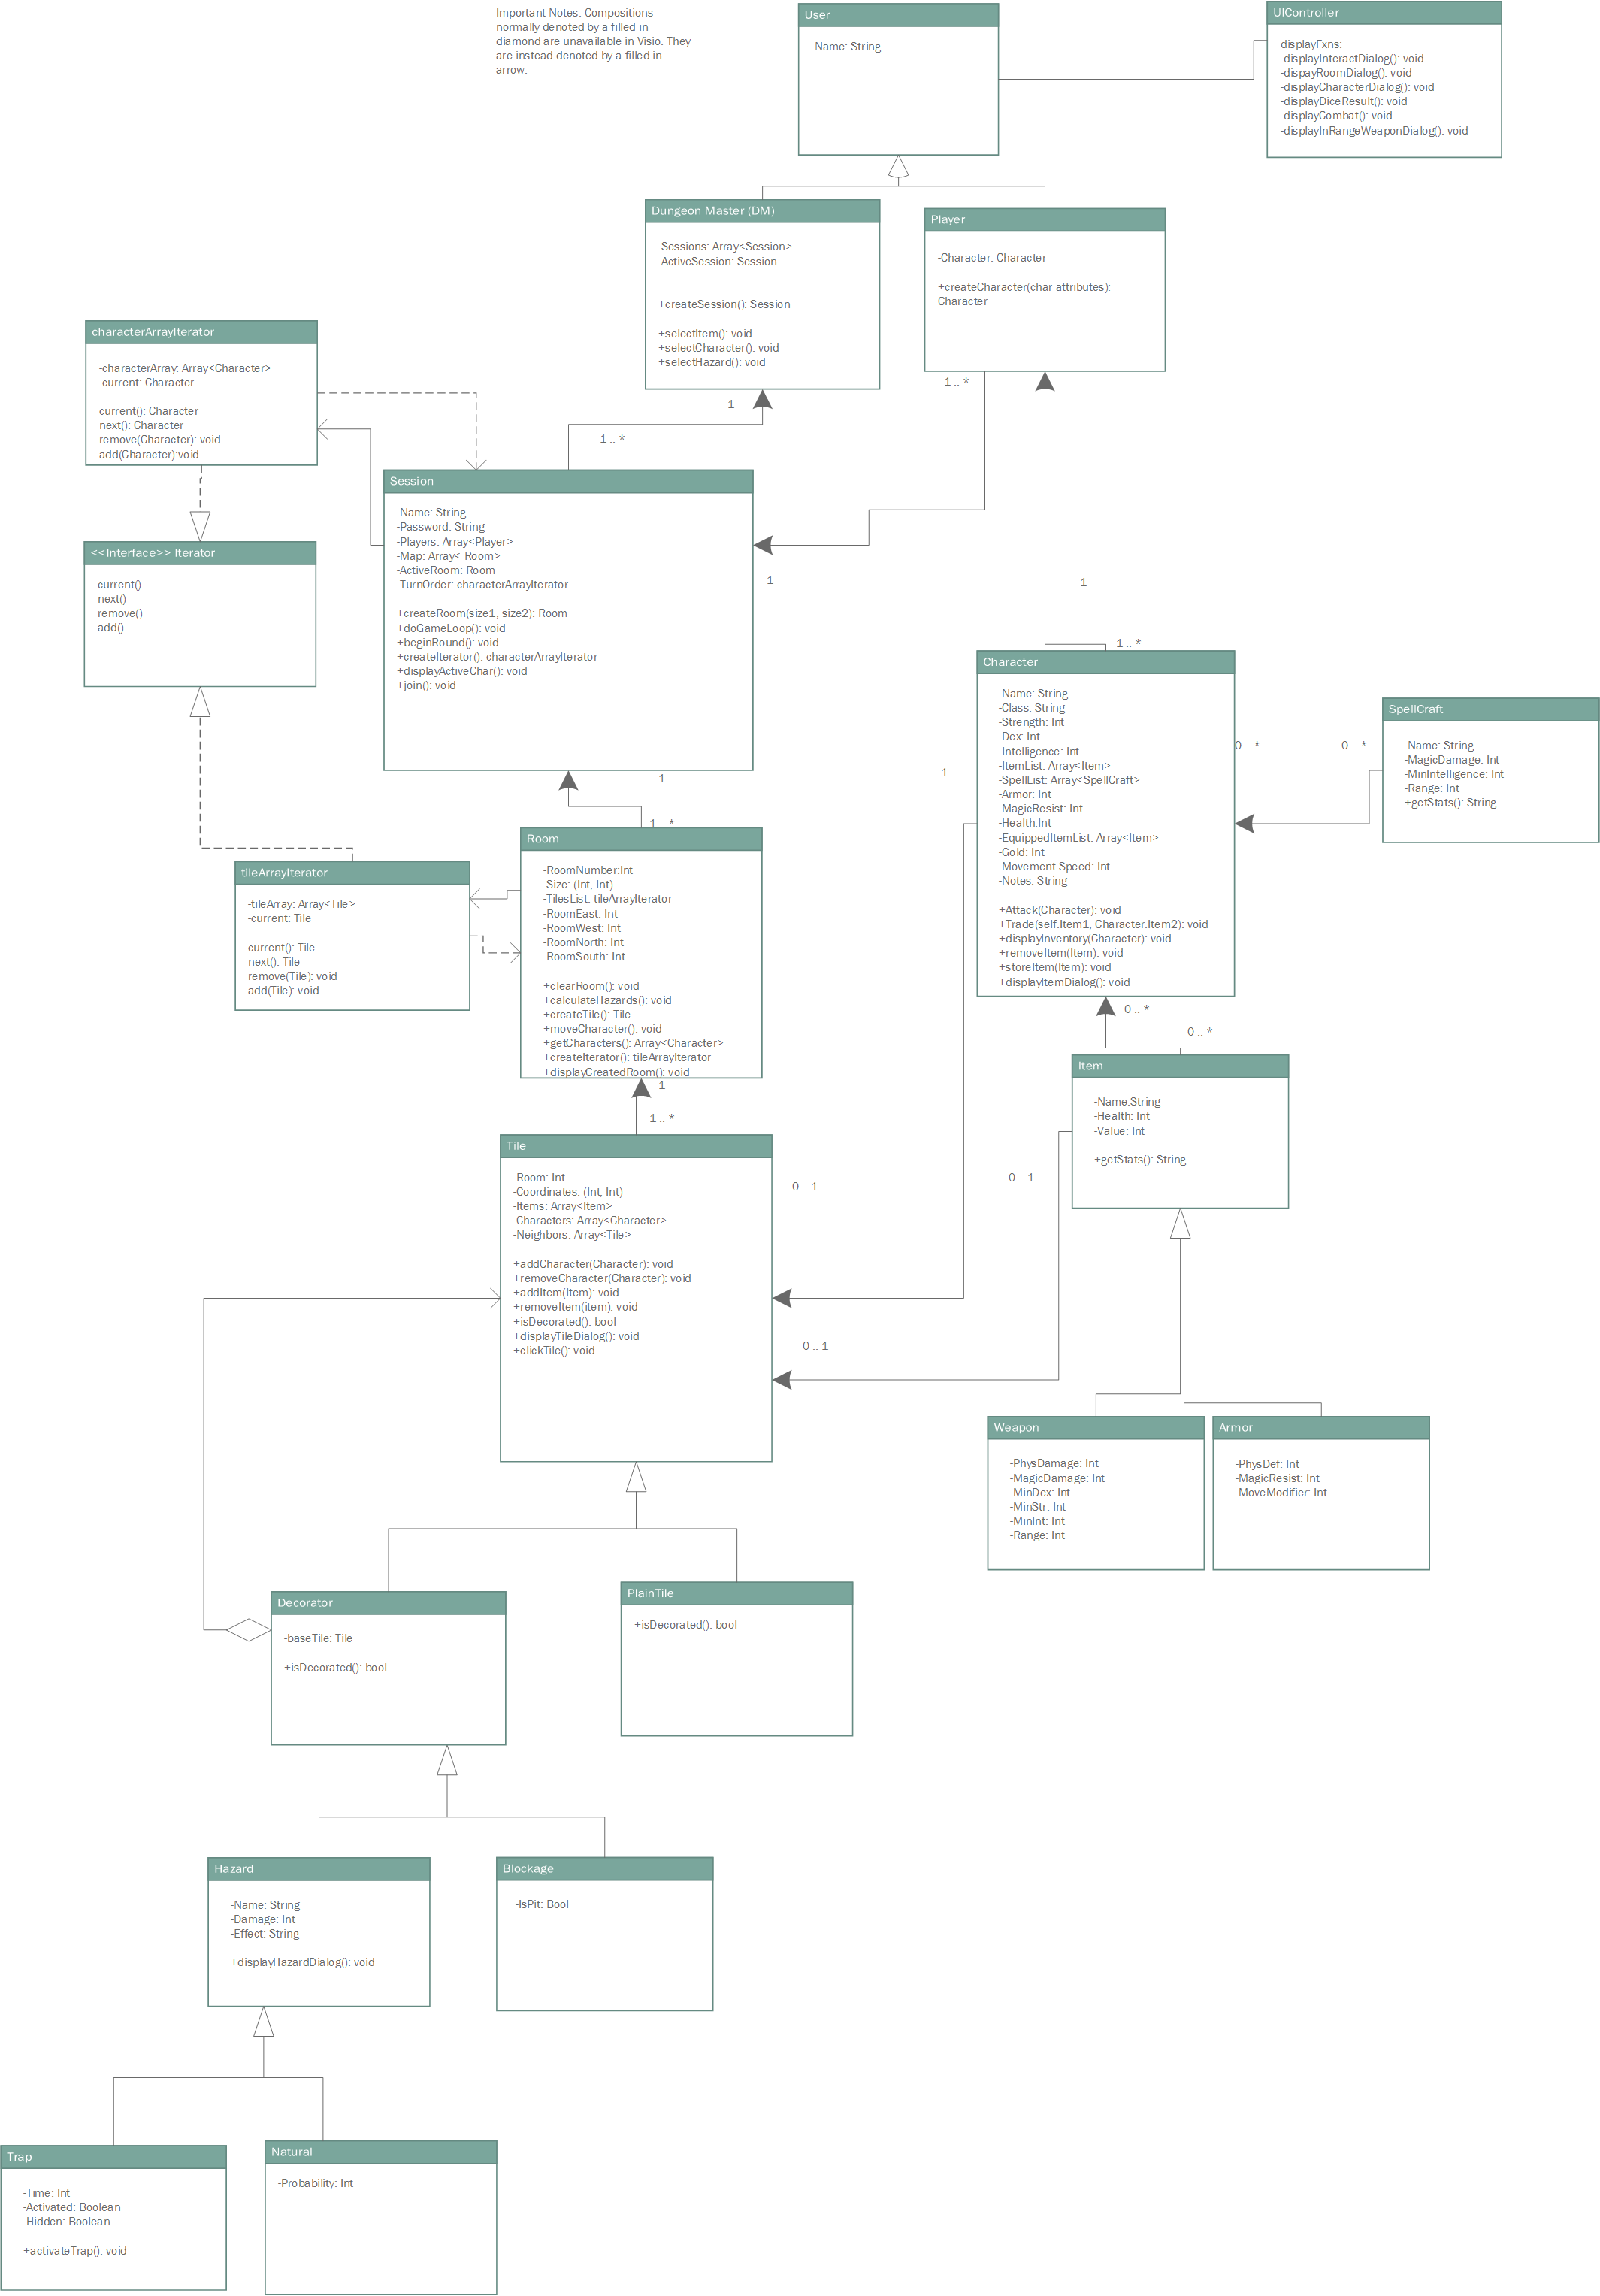 Important Notes: Compositions
normally denoted by a filled in
diamond are unavailable in Visio. They
are instead denoted by a filled in
arrow.
User
-Name: String
UIController
displayFxns:
-displayInteractDialog(): void
-dispayRoomDialog(): void
-displayCharacterDialog(): void
-displayDiceResult(): void
-displayCombat(): void
-displayInRangeWeaponDialog(): void
Dungeon Master (DM)
-Sessions: Array<Session>
-ActiveSession: Session
+createSession(): Session
+selectItem(): void
+selectCharacter(): void
+selectHazard(): void
Player
-Character: Character
+createCharacter(char attributes):
Character
characterArrayIterator
-characterArray: Array<Character>
-current: Character
current(): Character
next(): Character
remove(Character): void
add(Character):void
1
1 .. *
1 .. *
Session
-Name: String
-Password: String
-Players: Array<Player>
-Map: Array< Room>
-ActiveRoom: Room
-TurnOrder: characterArrayIterator
+createRoom(size1, size2): Room
+doGameLoop(): void
+beginRound(): void
+createIterator(): characterArrayIterator
+displayActiveChar(): void
+join(): void
<<Interface>> Iterator
current()
next()
remove()
add()
1
1
1 .. *
Character
-Name: String
-Class: String
-Strength: Int
-Dex: Int
-Intelligence: Int
-ItemList: Array<Item>
-SpellList: Array<SpellCraft>
-Armor: Int
-MagicResist: Int
-Health:Int
-EquippedItemList: Array<Item>
-Gold: Int
-Movement Speed: Int
-Notes: String
+Attack(Character): void
+Trade(self.Item1, Character.Item2): void
+displayInventory(Character): void
+removeItem(Item): void
+storeItem(Item): void
+displayItemDialog(): void
SpellCraft
-Name: String
-MagicDamage: Int
-MinIntelligence: Int
-Range: Int
+getStats(): String
0 .. *
0 .. *
1
1
1 .. *
Room
-RoomNumber:Int
-Size: (Int, Int)
-TilesList: tileArrayIterator
-RoomEast: Int
-RoomWest: Int
-RoomNorth: Int
-RoomSouth: Int
+clearRoom(): void
+calculateHazards(): void
+createTile(): Tile
+moveCharacter(): void
+getCharacters(): Array<Character>
+createIterator(): tileArrayIterator
+displayCreatedRoom(): void
tileArrayIterator
-tileArray: Array<Tile>
-current: Tile
current(): Tile
next(): Tile
remove(Tile): void
add(Tile): void
0 .. *
0 .. *
Item
-Name:String
-Health: Int
-Value: Int
+getStats(): String
1
1 .. *
Tile
-Room: Int
-Coordinates: (Int, Int)
-Items: Array<Item>
-Characters: Array<Character>
-Neighbors: Array<Tile>
+addCharacter(Character): void
+removeCharacter(Character): void
+addItem(Item): void
+removeItem(item): void
+isDecorated(): bool
+displayTileDialog(): void
+clickTile(): void
0 .. 1
0 .. 1
0 .. 1
Weapon
-PhysDamage: Int
-MagicDamage: Int
-MinDex: Int
-MinStr: Int
-MinInt: Int
-Range: Int
Armor
-PhysDef: Int
-MagicResist: Int
-MoveModifier: Int
Decorator
-baseTile: Tile
+isDecorated(): bool
PlainTile
+isDecorated(): bool
Hazard
-Name: String
-Damage: Int
-Effect: String
+displayHazardDialog(): void
Blockage
-IsPit: Bool
Trap
-Time: Int
-Activated: Boolean
-Hidden: Boolean
+activateTrap(): void
Natural
-Probability: Int